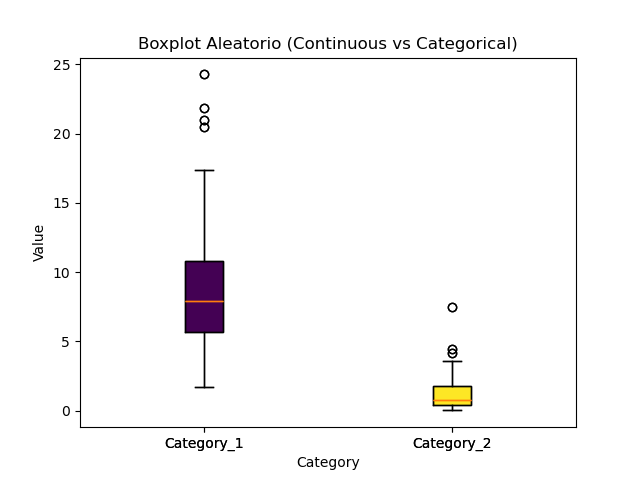 Boxplot Aleatorio (Continuous vs Categorical)
25
20
15
10
5
0
Value
Category_1
Category_2
Category